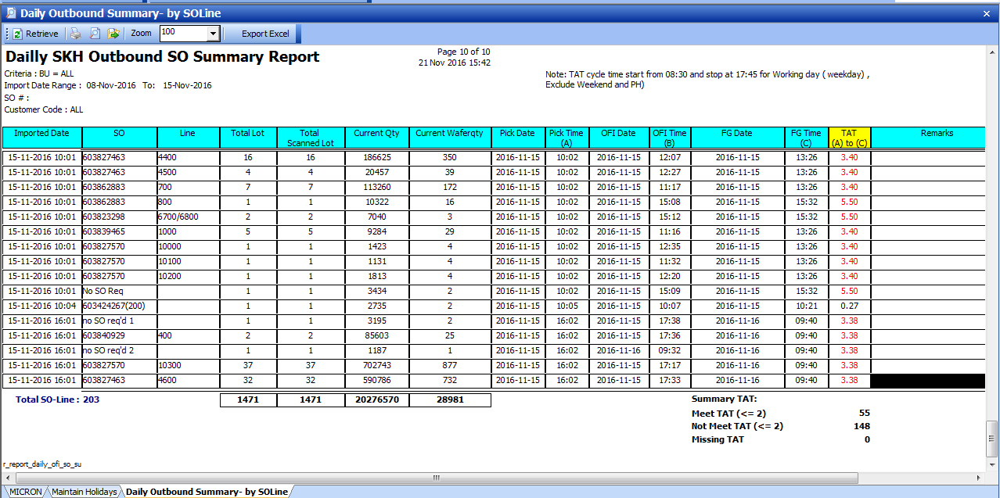 Daily Outbound Summary- by SOLine
Retrieve Zoom 100 Export Excel
Dailly SKH Outbound SO Summary Report
Page 10 of 10
21 Nov 2016 15:42
Criteria : BU = ALL
Import Date Range : 08-Nov-2016 To: 15-Nov-2016
SO # :
Customer Code : ALL
Note: TAT cycle time start from 08:30 and stop at 17:45 for Working day ( weekday) ,
Exclude Weekend and PH)
Imported Date SO Line Total Lot Total Scanned Lot Current Qty Current Waferqty Pick Date Pick Time (A) OFI Date OFI Time (B) FG Date FG Time (C) TAT (A) to (C) Remarks
15-11-2016 10:01 603827463 4400 16 16 186625 350 2016-11-15 10:02 2016-11-15 12:07 2016-11-15 13:26 3.40
15-11-2016 10:01 603827463 4500 4 4 20457 39 2016-11-15 10:02 2016-11-15 12:27 2016-11-15 13:26 3.40
15-11-2016 10:01 603862883 700 7 7 113260 172 2016-11-15 10:02 2016-11-15 11:17 2016-11-15 13:26 3.40
15-11-2016 10:01 603862883 800 1 1 10322 16 2016-11-15 10:02 2016-11-15 15:08 2016-11-15 15:32 5.50
15-11-2016 10:01 603823298 6700/6800 2 2 7040 3 2016-11-15 10:02 2016-11-15 15:12 2016-11-15 15:32 5.50
15-11-2016 10:01 603839465 1000 5 5 9284 29 2016-11-15 10:02 2016-11-15 11:16 2016-11-15 13:26 3.40
15-11-2016 10:01 603827570 10000 1 1 1423 4 2016-11-15 10:02 2016-11-15 12:35 2016-11-15 13:26 3.40
15-11-2016 10:01 603827570 10100 1 1 1131 4 2016-11-15 10:02 2016-11-15 11:32 2016-11-15 13:26 3.40
15-11-2016 10:01 603827570 10200 1 1 1813 4 2016-11-15 10:02 2016-11-15 12:20 2016-11-15 13:26 3.40
15-11-2016 10:01 No SO Req 1 1 3434 2 2016-11-15 10:02 2016-11-15 15:09 2016-11-15 15:32 5.50
15-11-2016 10:04 603424267(200) 1 1 2735 2 2016-11-15 10:05 2016-11-15 10:07 2016-11-15 10:21 0.27
15-11-2016 16:01 no SO req'd 1 1 1 3195 2 2016-11-15 16:02 2016-11-15 17:38 2016-11-16 09:40 3.38
15-11-2016 16:01 603840929 400 2 2 85603 25 2016-11-15 16:02 2016-11-15 17:36 2016-11-16 09:40 3.38
15-11-2016 16:01 no SO req'd 2 1 1 1187 1 2016-11-15 16:02 2016-11-16 09:32 2016-11-16 09:40 3.38
15-11-2016 16:01 603827570 10300 37 37 702743 877 2016-11-15 16:02 2016-11-15 17:17 2016-11-16 09:40 3.38
15-11-2016 16:01 603827463 4600 32 32 590786 732 2016-11-15 16:02 2016-11-15 17:33 2016-11-16 09:40 3.38
Total SO-Line : 203 1471 1471 20276570 28981 Summary TAT:
Meet TAT (<= 2) 55
Not Meet TAT (<= 2) 148
Missing TAT 0
r_report_daily_ofi_so_su
MICRON Maintain Holidays Daily Outbound Summary- by SOLine